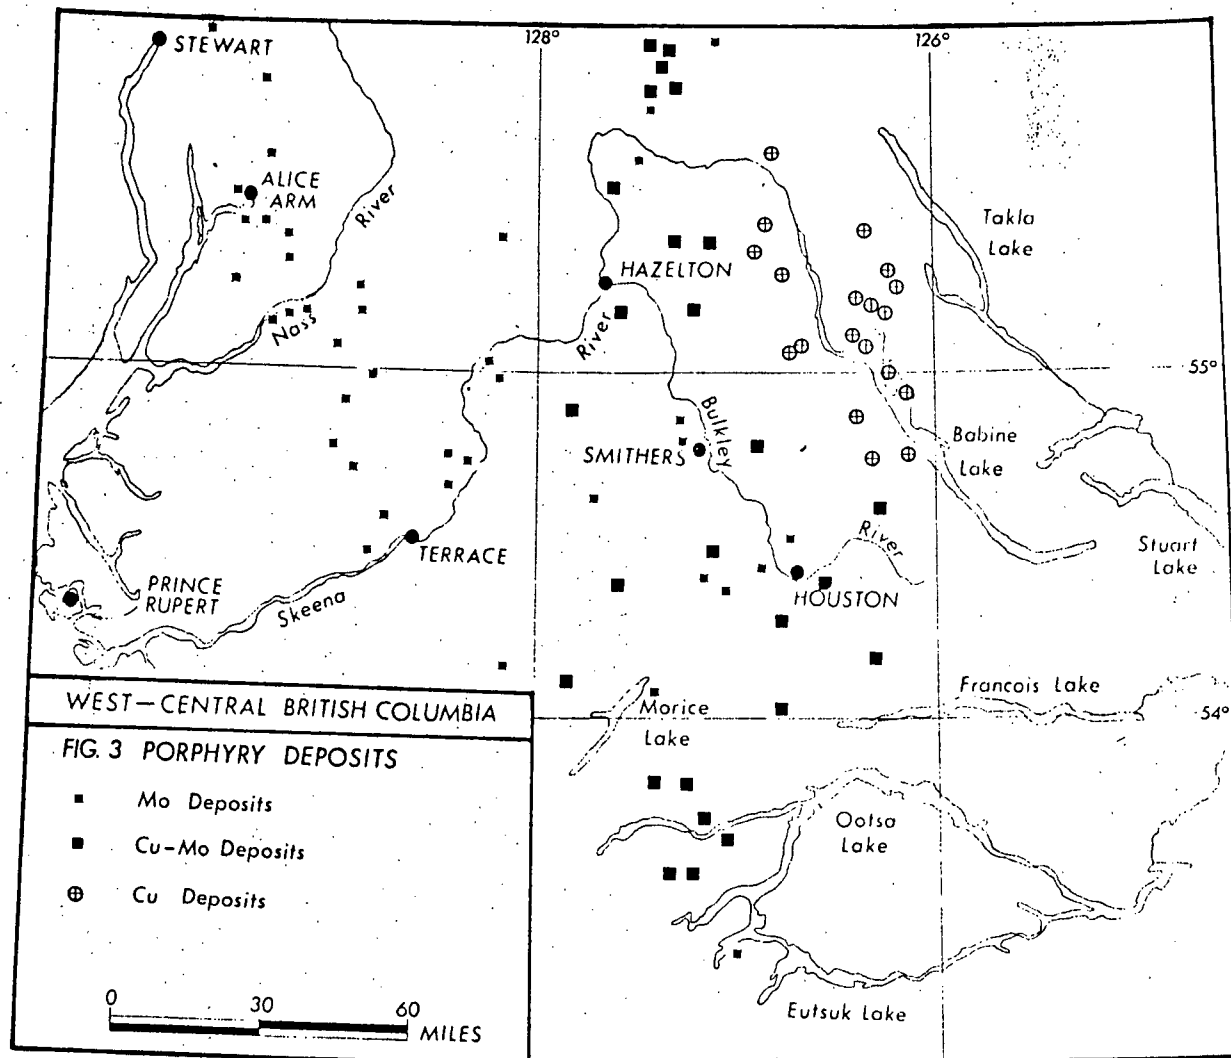 128°
126°
STEWART
ALICE
ARM
River
Nass
HAZELTON
River
Takla
Lake
55°
Bulkley
SMITHERS
Babine
Lake
River
HOUSTON
Stuart
Lake
TERRACE
PRINCE
RUPERT
Skeena
Morice
Lake
Francois Lake
54°
Ootsa
Lake
Eutsuk Lake
WEST-CENTRAL BRITISH COLUMBIA
FIG. 3 PORPHYRY DEPOSITS
Mo Deposits
Cu-Mo Deposits
Cu Deposits
0 30 60
MILES